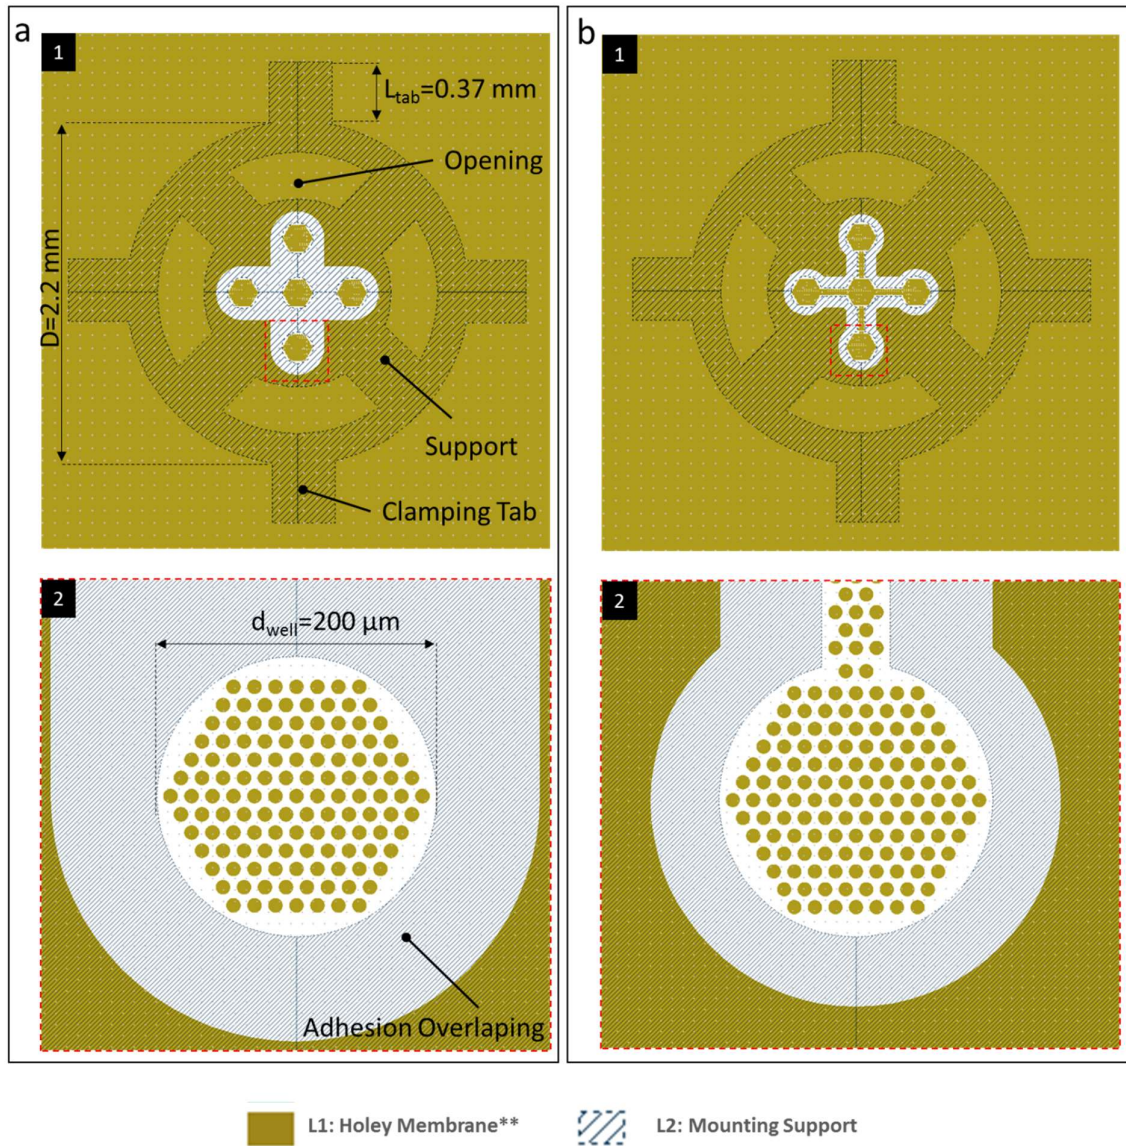 a
1
L_tab=0.37 mm
Opening
D=2.2 mm
Support
Clamping Tab
2
d_well=200 µm
Adhesion Overlaping
b
1
2
L1: Holey Membrane**
L2: Mounting Support